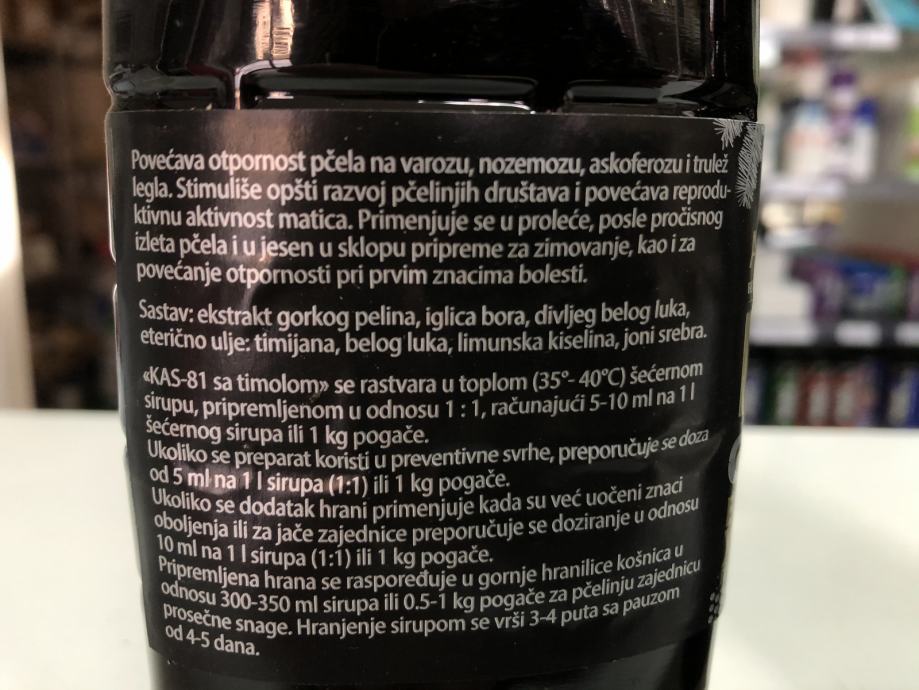 Povećava otpornost pčela na varozu, nozemozu, askoferozu i trulež
legla. Stimuliše opšti razvoj pčelinjih društava i povećava reprodu-
ktivnu aktivnost matica. Primenjuje se u proleće, posle pročisnog
izleta pčela i u jesen u sklopu pripreme za zimovanje, kao i za
povećanje otpornosti pri prvim znacima bolesti.
Sastav: ekstrakt gorkog pelina, iglica bora, divljeg belog luka,
eterično ulje: timijana, belog luka, limunska kiselina, joni srebra.
«KAS-81 sa timolom» se rastvara u toplom (35°- 40°C) šećernom
sirupu, pripremljenom u odnosu 1 : 1, računajući 5-10 ml na 1 l
šećernog sirupa ili 1 kg pogače.
Ukoliko se preparat koristi u preventivne svrhe, preporučuje se doza
od 5 ml na 1 l sirupa (1:1) ili 1 kg pogače.
Ukoliko se dodatak hrani primenjuje kada su već uočeni znaci
oboljenja ili za jače zajednice preporučuje se doziranje u odnosu
10 ml na 1 l sirupa (1:1) ili 1 kg pogače.
Pripremljena hrana se raspoređuje u gornje hranilice košnica u
odnosu 300-350 ml sirupa ili 0.5-1 kg pogače za pčelinju zajednicu
prosečne snage. Hranjenje sirupom se vrši 3-4 puta sa pauzom
od 4-5 dana.